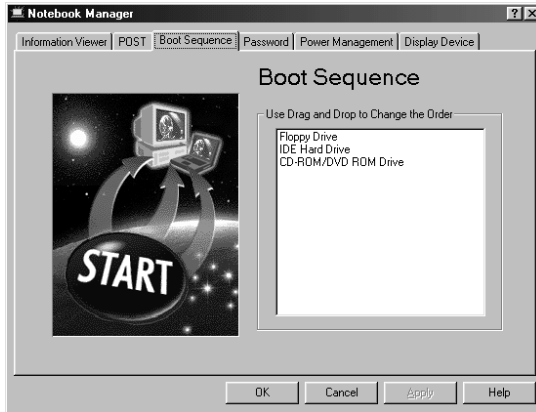 Notebook Manager
Information Viewer POST Boot Sequence Password Power Management Display Device
Boot Sequence
Use Drag and Drop to Change the Order
Floppy Drive
IDE Hard Drive
CD-ROM/DVD ROM Drive
START
OK Cancel Apply Help